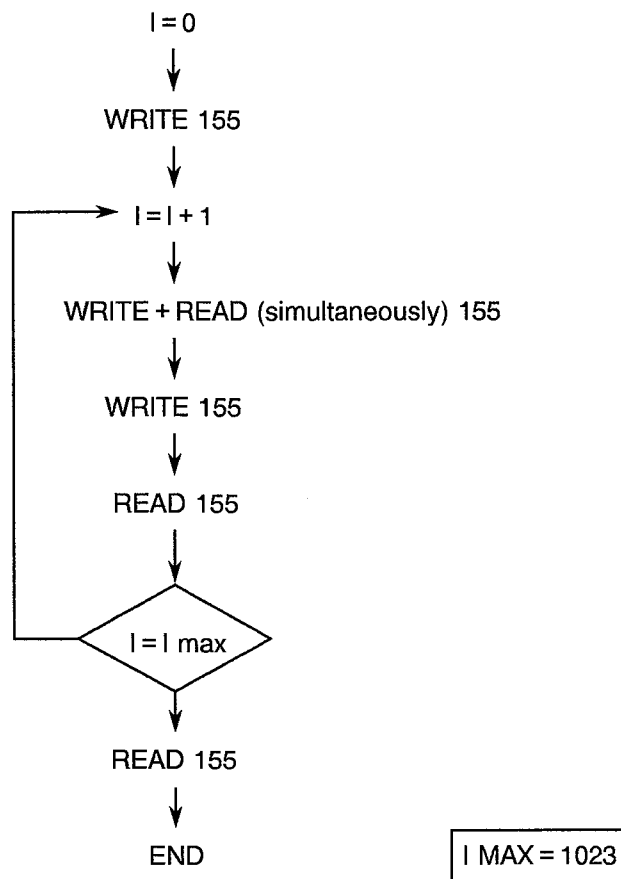 I = 0
WRITE 155
I = I + 1
WRITE + READ (simultaneously) 155
WRITE 155
READ 155
I = I max
READ 155
END
I MAX = 1023